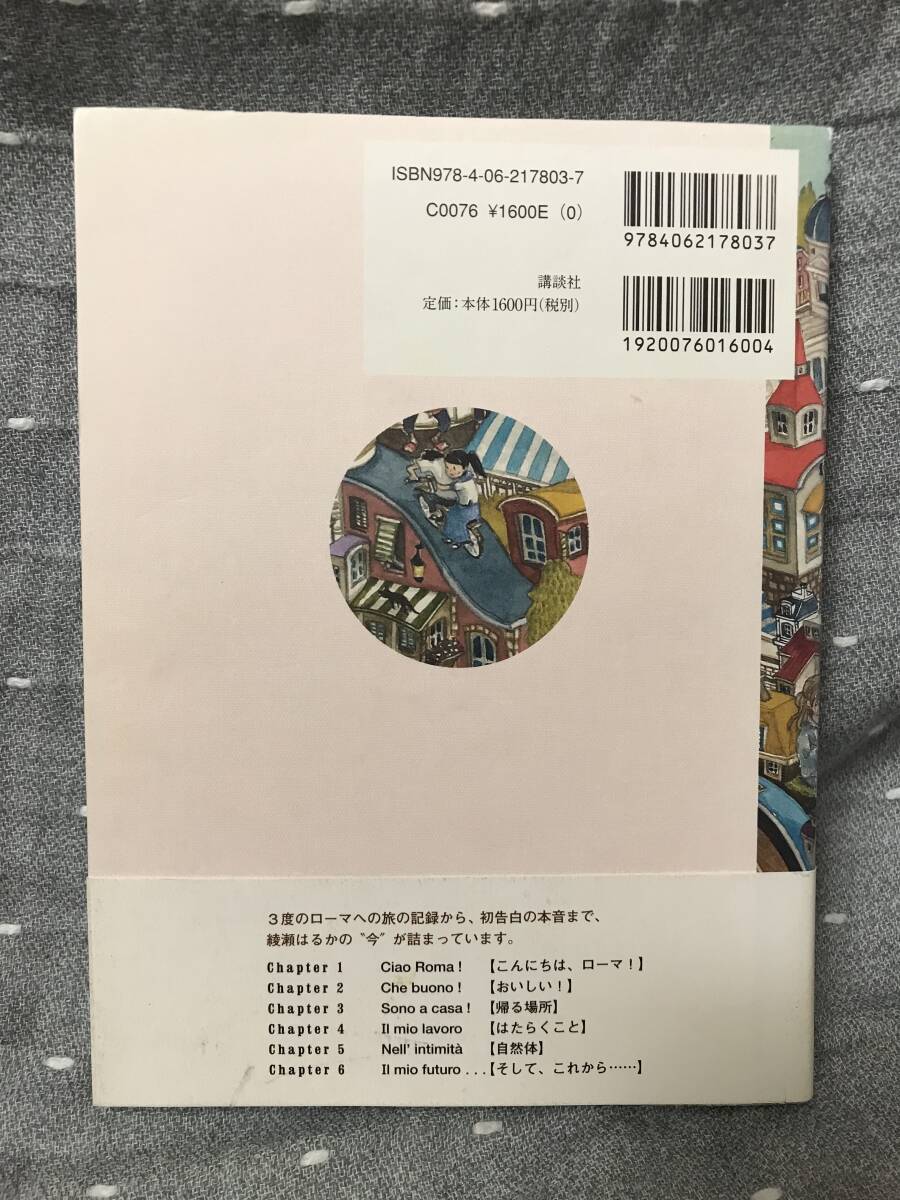 ISBN978-4-06-217803-7
C0076 ¥1600E (0)
9784062178037
講談社
定価：本体1600円（税別）
1920076016004
３度のローマへの旅の記録から、初告白の本音まで、
綾瀬はるかの〝今〟が詰まっています。
Chapter 1 Ciao Roma ! 【こんにちは、ローマ！】
Chapter 2 Che buono ! 【おいしい！】
Chapter 3 Sono a casa ! 【帰る場所】
Chapter 4 Il mio lavoro 【はたらくこと】
Chapter 5 Nell' intimità 【自然体】
Chapter 6 Il mio futuro . . . 【そして、これから……】